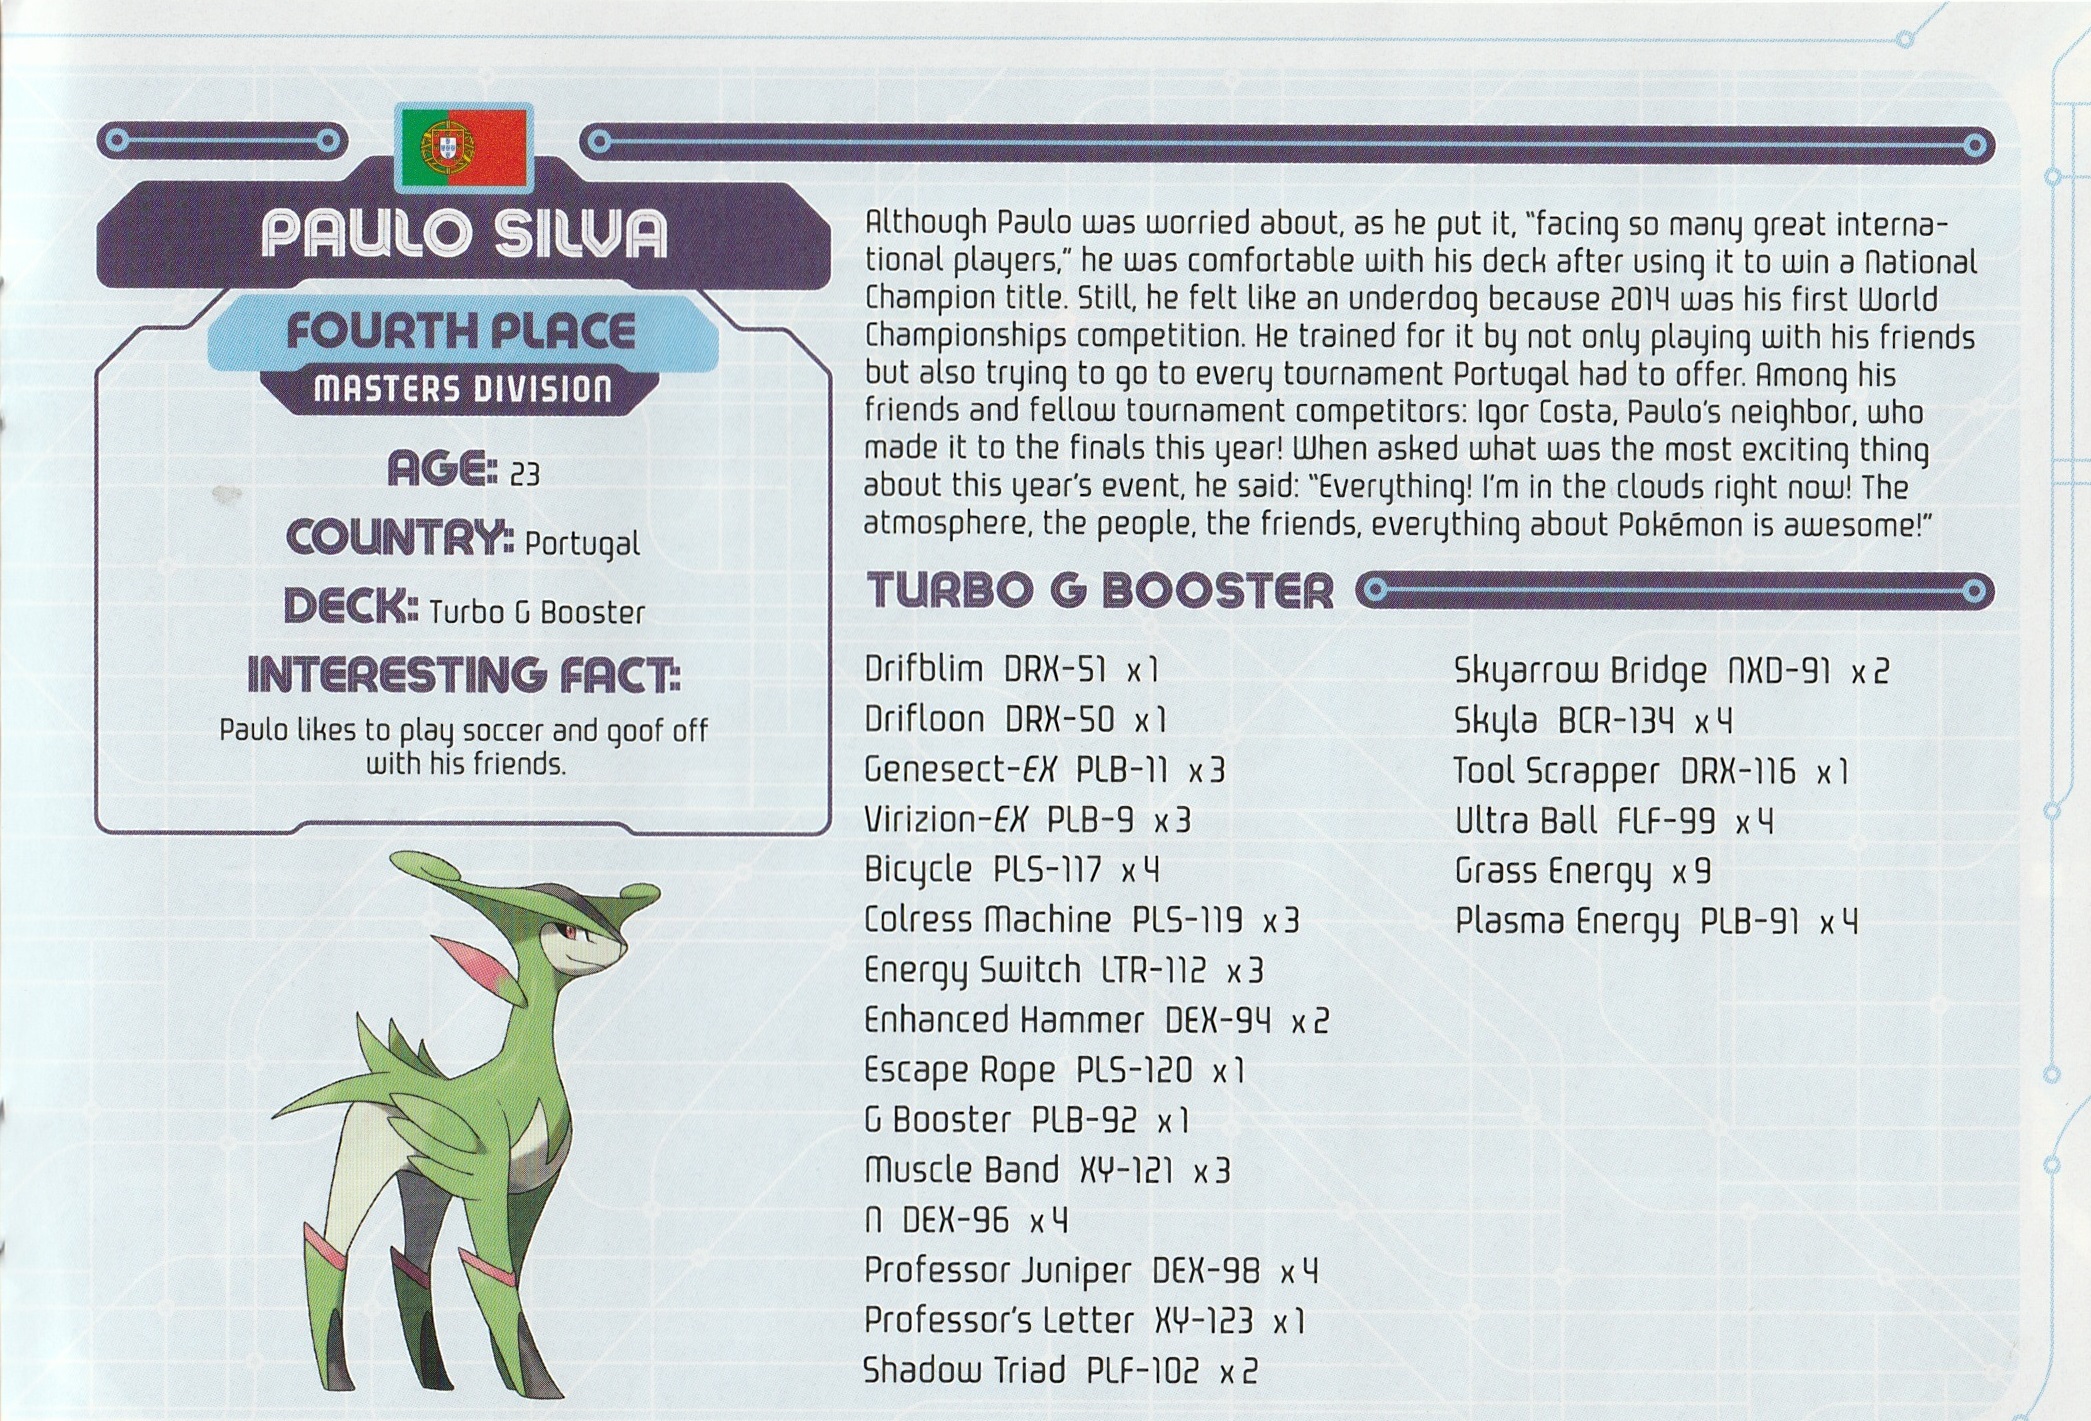 PAULO SILVA
FOURTH PLACE
MASTERS DIVISION
AGE: 23
COUNTRY: Portugal
DECK: Turbo G Booster
INTERESTING FACT:
Paulo likes to play soccer and goof off
with his friends.
Although Paulo was worried about, as he put it, "facing so many great interna-
tional players," he was comfortable with his deck after using it to win a National
Champion title. Still, he felt like an underdog because 2014 was his first World
Championships competition. He trained for it by not only playing with his friends
but also trying to go to every tournament Portugal had to offer. Among his
friends and fellow tournament competitors: Igor Costa, Paulo's neighbor, who
made it to the finals this year! When asked what was the most exciting thing
about this year's event, he said: "Everything! I'm in the clouds right now! The
atmosphere, the people, the friends, everything about Pokémon is awesome!"
TURBO G BOOSTER
Drifblim DRX-51 x1
Drifloon DRX-50 x1
Genesect-EX PLB-11 x3
Virizion-EX PLB-9 x3
Bicycle PLS-117 x4
Colress Machine PLS-119 x3
Energy Switch LTR-112 x3
Enhanced Hammer DEX-94 x2
Escape Rope PLS-120 x1
G Booster PLB-92 x1
Muscle Band XY-121 x3
N DEX-96 x4
Professor Juniper DEX-98 x4
Professor's Letter XY-123 x1
Shadow Triad PLF-102 x2
Skyarrow Bridge NXD-91 x2
Skyla BCR-134 x4
Tool Scrapper DRX-116 x1
Ultra Ball FLF-99 x4
Grass Energy x9
Plasma Energy PLB-91 x4